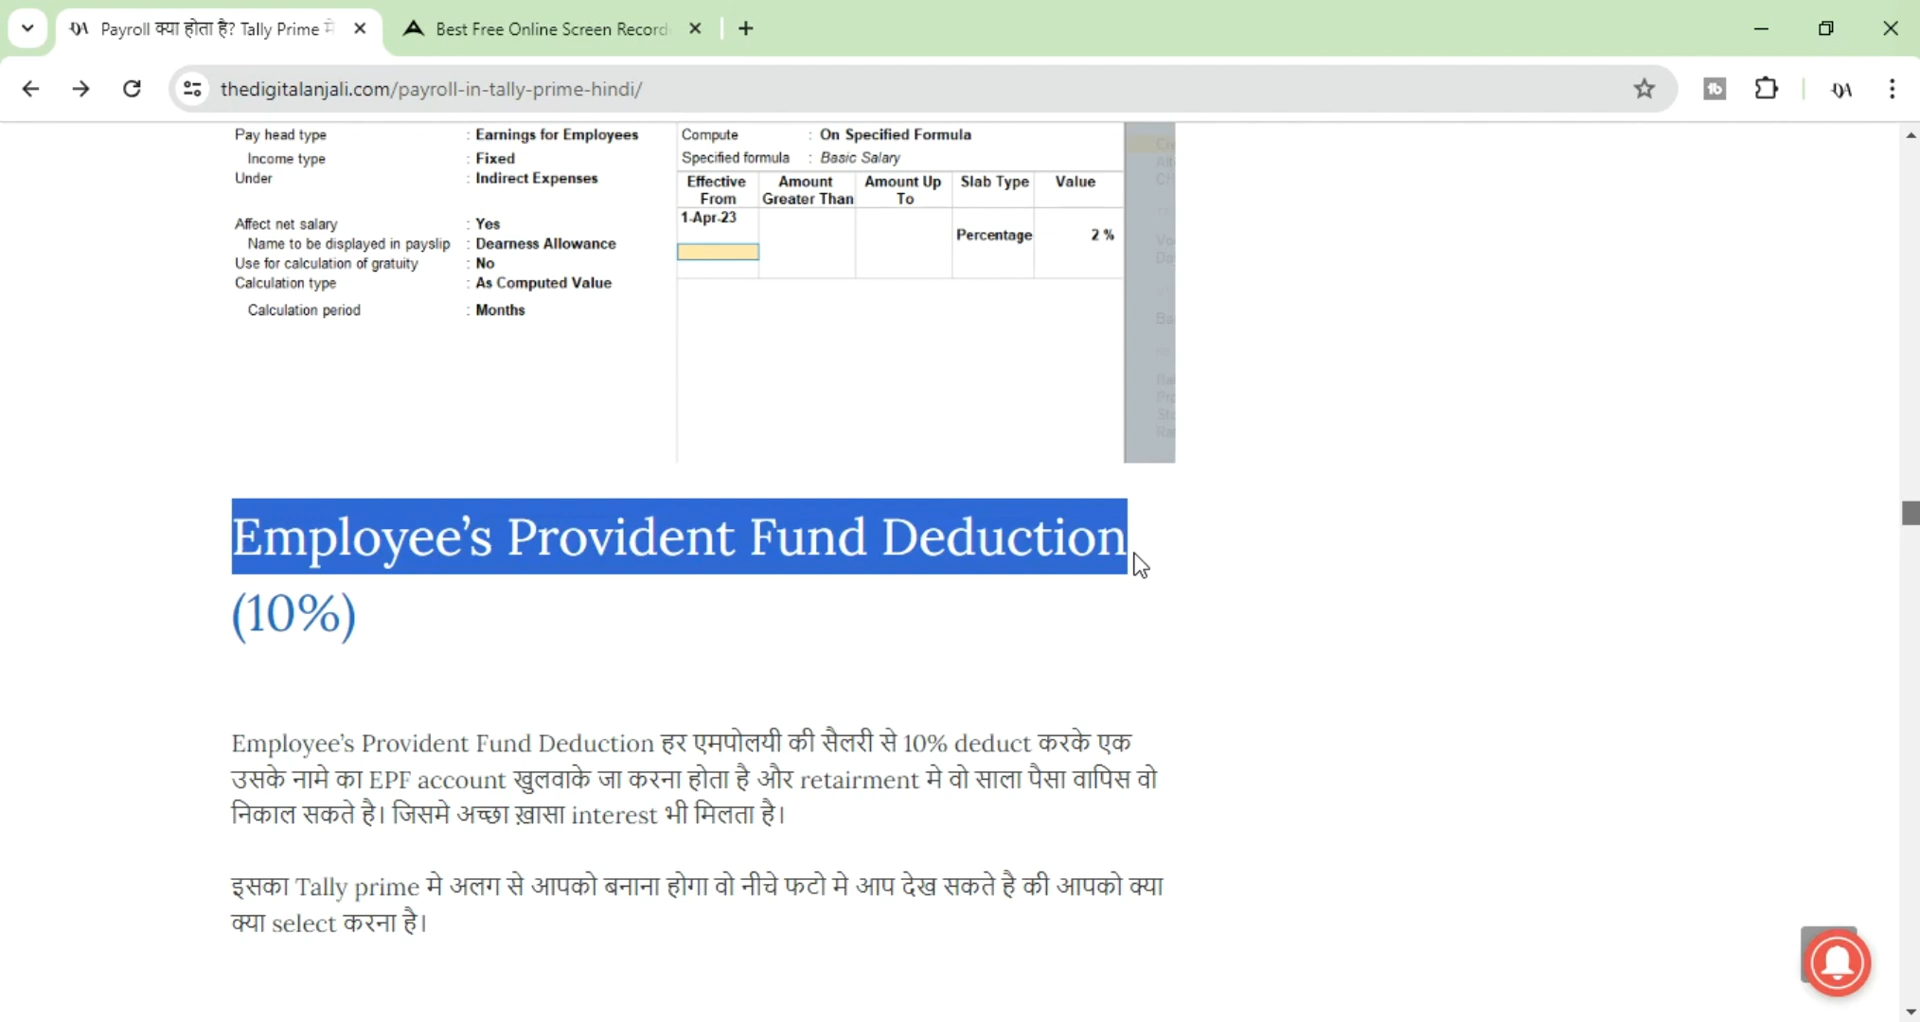 Payroll क्या होता है? Tally Prime मे
Best Free Online Screen Record
thedigitalanjali.com/payroll-in-tally-prime-hindi/
Pay head type : Earnings for Employees
Income type : Fixed
Under : Indirect Expenses
Affect net salary : Yes
Name to be displayed in payslip : Dearness Allowance
Use for calculation of gratuity : No
Calculation type : As Computed Value
Calculation period : Months
Compute : On Specified Formula
Specified formula : Basic Salary
Effective From Amount Greater Than Amount Up To Slab Type Value
1-Apr-23
Percentage 2 %
Employee’s Provident Fund Deduction
(10%)
Employee’s Provident Fund Deduction हर एमपोलयी की सैलरी से 10% deduct करके एक
उसके नामे का EPF account खुलवाके जा करना होता है और retairment मे वो साला पैसा वापिस वो
निकाल सकते है। जिसमे अच्छा ख़ासा interest भी मिलता है।
इसका Tally prime मे अलग से आपको बनाना होगा वो नीचे फटो मे आप देख सकते है की आपको क्या
क्या select करना है।